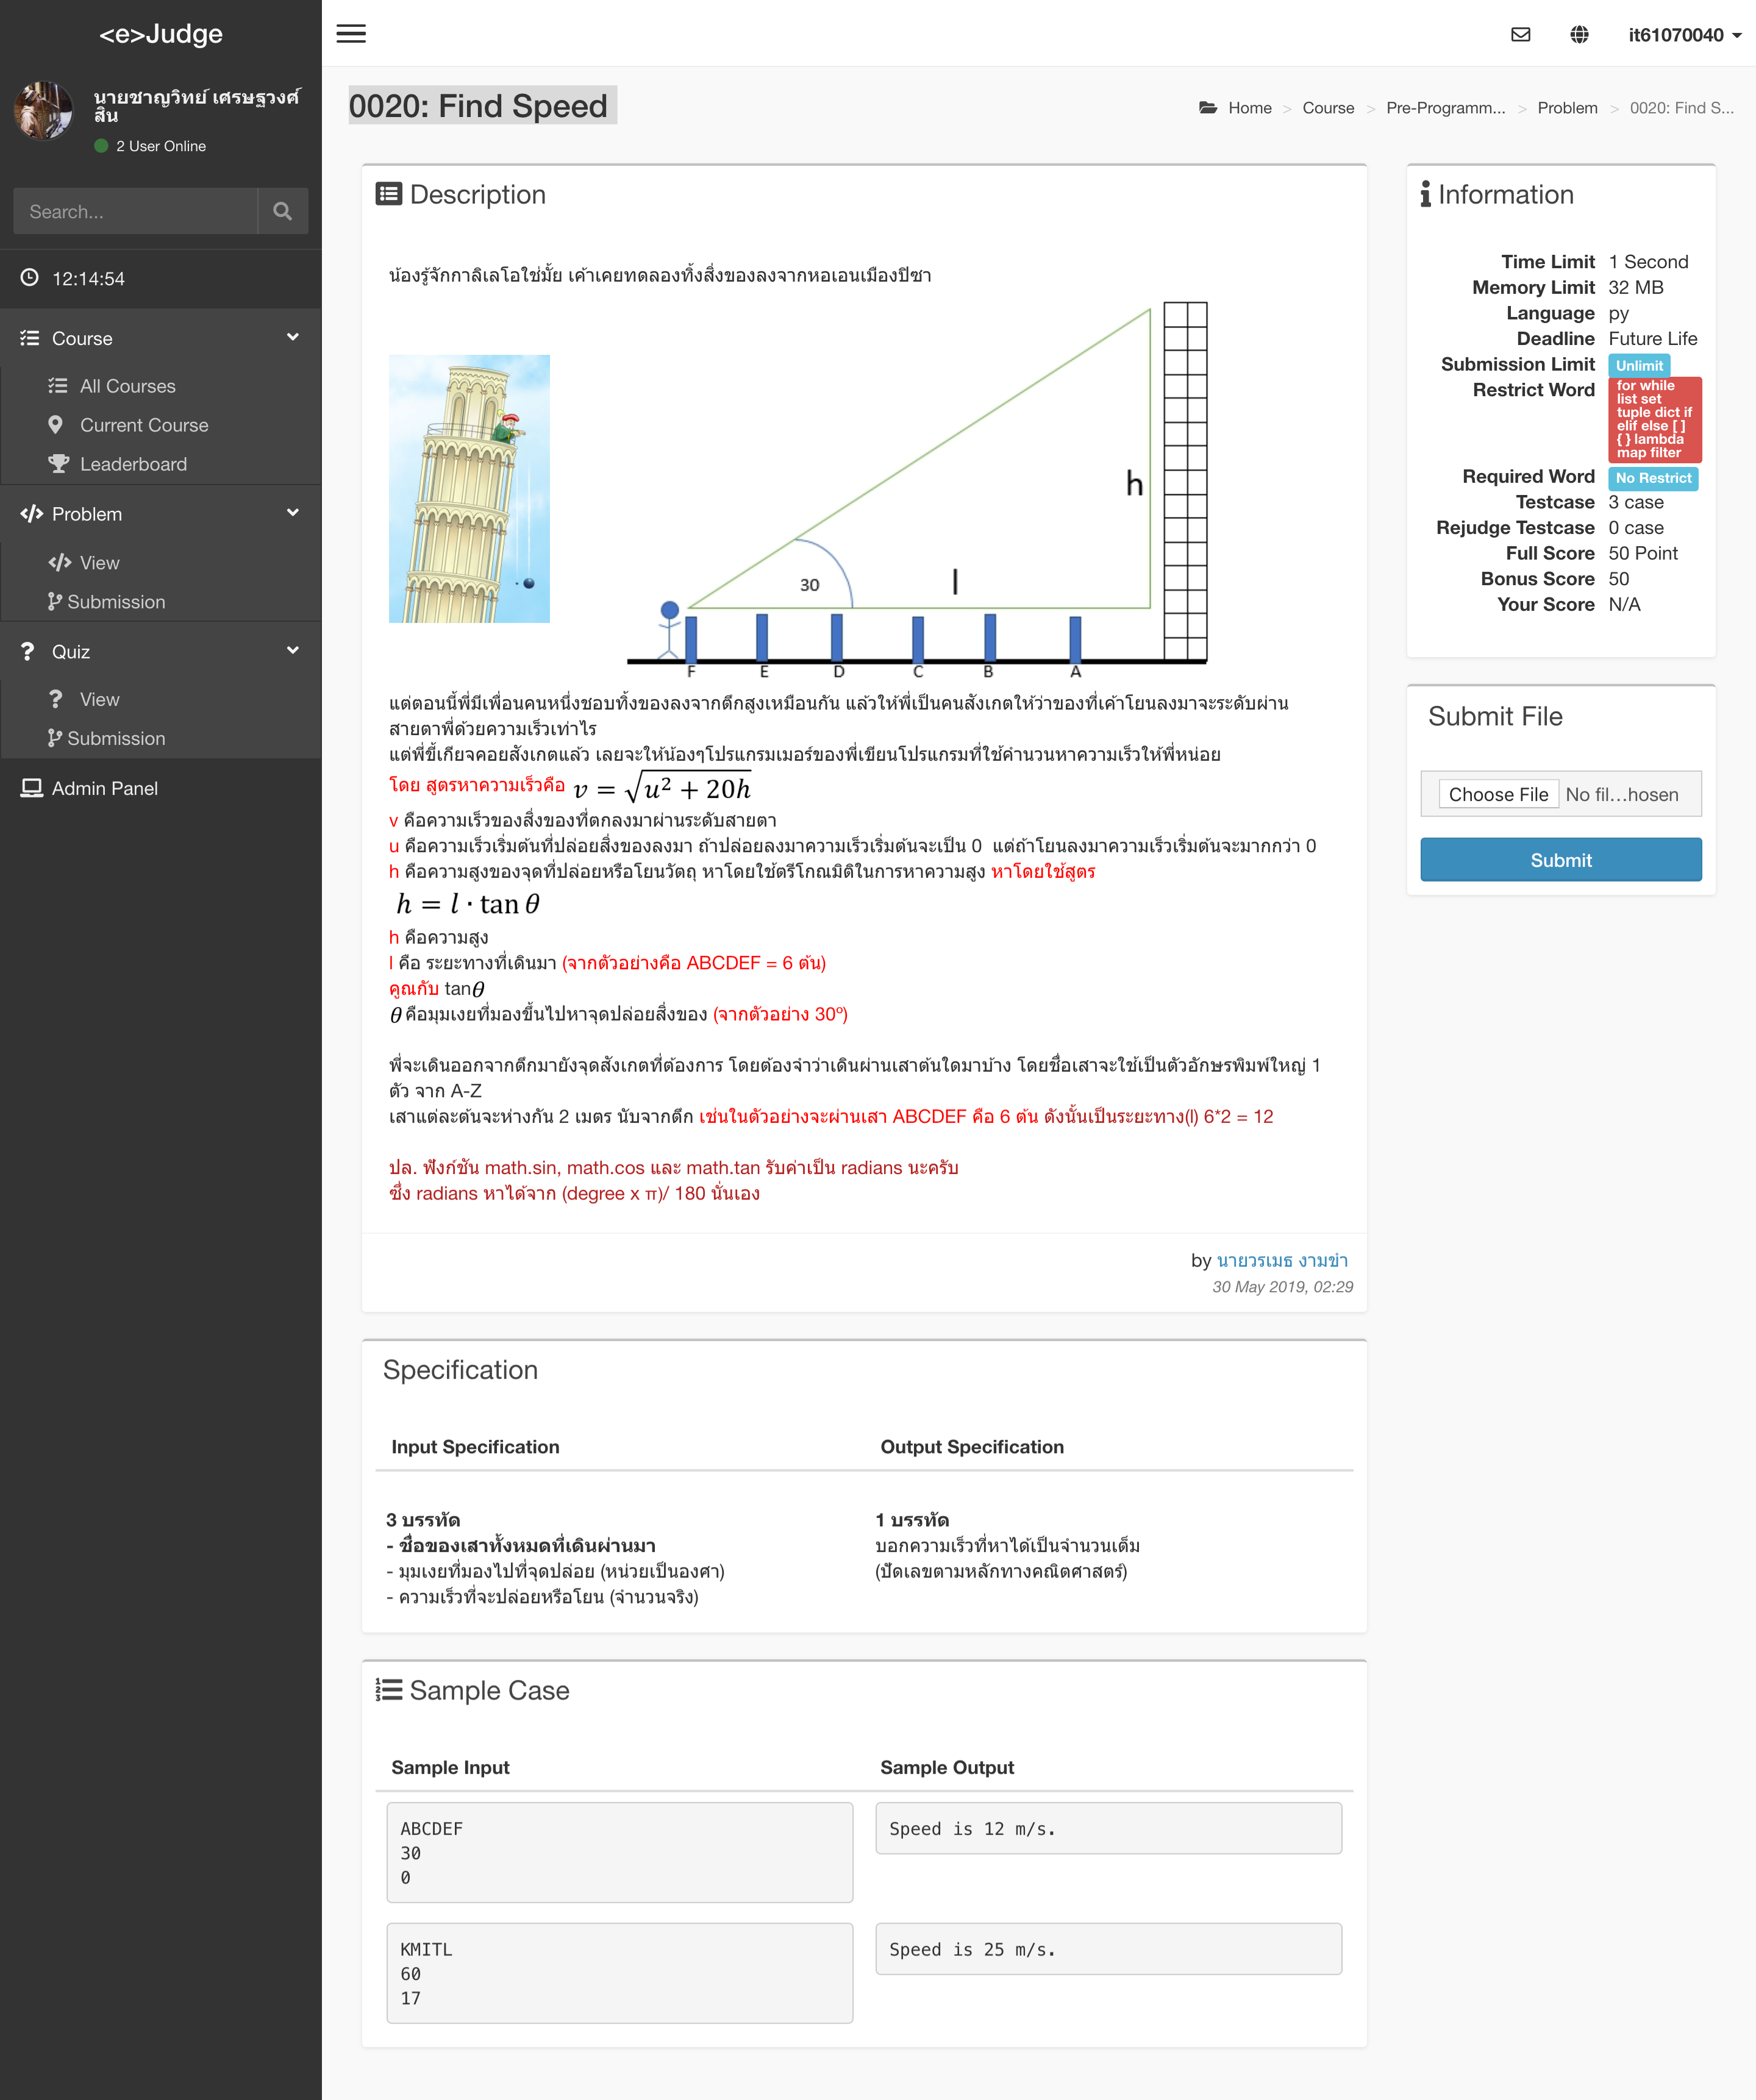 <e>Judge
นายชาญวิทย์ เศรษฐวงศ์
สิน
2 User Online
Search...
12:14:54
Course
All Courses
Current Course
Leaderboard
Problem
View
Submission
Quiz
View
Submission
Admin Panel
it61070040
0020: Find Speed
Home > Course > Pre-Programm... > Problem > 0020: Find S...
Description
น้องรู้จักกาลิเลโอใช่มั้ย เค้าเคยทดลองทิ้งสิ่งของลงจากหอเอนเมืองปิซา
h
30
l
F E D C B A
แต่ตอนนี้พี่มีเพื่อนคนหนึ่งชอบทิ้งของลงจากตึกสูงเหมือนกัน แล้วให้พี่เป็นคนสังเกตให้ว่าของที่เค้าโยนลงมาจะระดับผ่าน
สายตาพี่ด้วยความเร็วเท่าไร
แต่พี่ขี้เกียจคอยสังเกตแล้ว เลยจะให้น้องๆโปรแกรมเมอร์ของพี่เขียนโปรแกรมที่ใช้คำนวนหาความเร็วให้พี่หน่อย
โดย สูตรหาความเร็วคือ v = √u² + 20h
v คือความเร็วของสิ่งของที่ตกลงมาผ่านระดับสายตา
u คือความเร็วเริ่มต้นที่ปล่อยสิ่งของลงมา ถ้าปล่อยลงมาความเร็วเริ่มต้นจะเป็น 0 แต่ถ้าโยนลงมาความเร็วเริ่มต้นจะมากกว่า 0
h คือความสูงของจุดที่ปล่อยหรือโยนวัตถุ หาโดยใช้ตรีโกณมิติในการหาความสูง หาโดยใช้สูตร
h = l · tan θ
h คือความสูง
l คือ ระยะทางที่เดินมา (จากตัวอย่างคือ ABCDEF = 6 ต้น)
คูณกับ tanθ
θ คือมุมเงยที่มองขึ้นไปหาจุดปล่อยสิ่งของ (จากตัวอย่าง 30º)
พี่จะเดินออกจากตึกมายังจุดสังเกตที่ต้องการ โดยต้องจำว่าเดินผ่านเสาต้นใดมาบ้าง โดยชื่อเสาจะใช้เป็นตัวอักษรพิมพ์ใหญ่ 1
ตัว จาก A-Z
เสาแต่ละต้นจะห่างกัน 2 เมตร นับจากตึก เช่นในตัวอย่างจะผ่านเสา ABCDEF คือ 6 ต้น ดังนั้นเป็นระยะทาง(l) 6*2 = 12
ปล. ฟังก์ชัน math.sin, math.cos และ math.tan รับค่าเป็น radians นะครับ
ซึ่ง radians หาได้จาก (degree x π)/ 180 นั่นเอง
by นายวรเมธ งามขำ
30 May 2019, 02:29
Information
Time Limit 1 Second
Memory Limit 32 MB
Language py
Deadline Future Life
Submission Limit Unlimit
Restrict Word for while
list set
tuple dict if
elif else [ ]
{ } lambda
map filter
Required Word No Restrict
Testcase 3 case
Rejudge Testcase 0 case
Full Score 50 Point
Bonus Score 50
Your Score N/A
Submit File
Choose File No fil...hosen
Submit
Specification
Input Specification Output Specification
3 บรรทัด
- ชื่อของเสาทั้งหมดที่เดินผ่านมา
- มุมเงยที่มองไปที่จุดปล่อย (หน่วยเป็นองศา)
- ความเร็วที่จะปล่อยหรือโยน (จำนวนจริง)
1 บรรทัด
บอกความเร็วที่หาได้เป็นจำนวนเต็ม
(ปัดเลขตามหลักทางคณิตศาสตร์)
Sample Case
Sample Input Sample Output
ABCDEF
30
0
Speed is 12 m/s.
KMITL
60
17
Speed is 25 m/s.